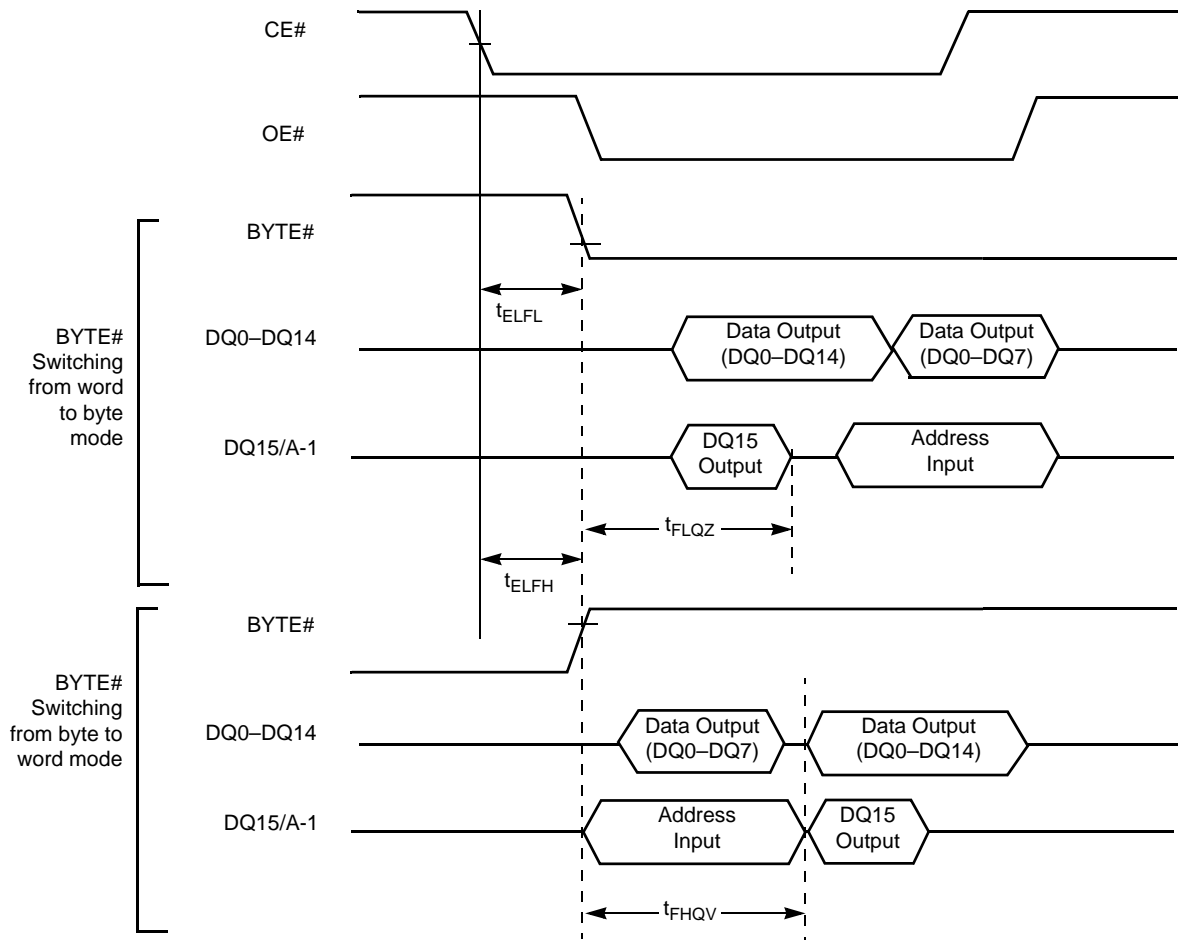 CE#
OE#
BYTE#
tELFL
BYTE#
Switching
from word
to byte
mode
DQ0–DQ14
Data Output
(DQ0–DQ14)
Data Output
(DQ0–DQ7)
DQ15/A-1
DQ15
Output
Address
Input
tFLQZ
tELFH
BYTE#
BYTE#
Switching
from byte to
word mode
DQ0–DQ14
Data Output
(DQ0–DQ7)
Data Output
(DQ0–DQ14)
DQ15/A-1
Address
Input
DQ15
Output
tFHQV